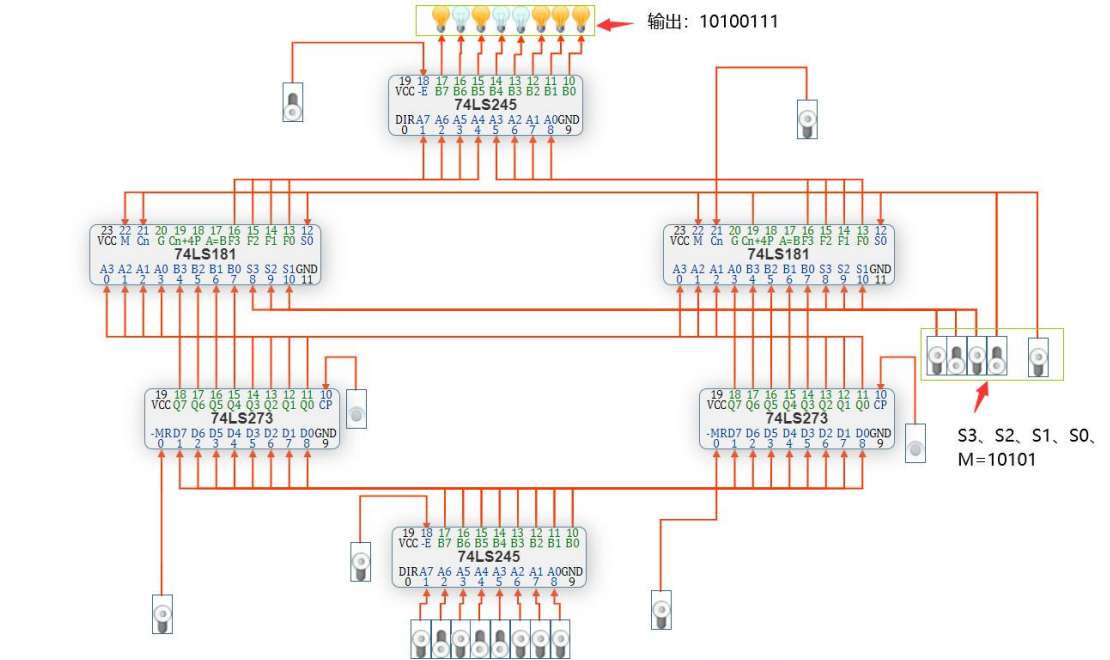 输出：10100111
19 18 17 16 15 14 13 12 11 10
VCC -E B7 B6 B5 B4 B3 B2 B1 B0
74LS245
DIR A7 A6 A5 A4 A3 A2 A1 A0 GND
0 1 2 3 4 5 6 7 8 9
23 22 21 20 19 18 17 16 15 14 13 12
VCC M Cn G Cn+4 P A=B F3 F2 F1 F0 S0
74LS181
A3 A2 A1 A0 B3 B2 B1 B0 S3 S2 S1 GND
0 1 2 3 4 5 6 7 8 9 10 11
23 22 21 20 19 18 17 16 15 14 13 12
VCC M Cn G Cn+4 P A=B F3 F2 F1 F0 S0
74LS181
A3 A2 A1 A0 B3 B2 B1 B0 S3 S2 S1 GND
0 1 2 3 4 5 6 7 8 9 10 11
19 18 17 16 15 14 13 12 11 10
VCC Q7 Q6 Q5 Q4 Q3 Q2 Q1 Q0 CP
74LS273
-MR D7 D6 D5 D4 D3 D2 D1 D0 GND
0 1 2 3 4 5 6 7 8 9
19 18 17 16 15 14 13 12 11 10
VCC Q7 Q6 Q5 Q4 Q3 Q2 Q1 Q0 CP
74LS273
-MR D7 D6 D5 D4 D3 D2 D1 D0 GND
0 1 2 3 4 5 6 7 8 9
S3、S2、S1、S0、
M=10101
19 18 17 16 15 14 13 12 11 10
VCC -E B7 B6 B5 B4 B3 B2 B1 B0
74LS245
DIR A7 A6 A5 A4 A3 A2 A1 A0 GND
0 1 2 3 4 5 6 7 8 9